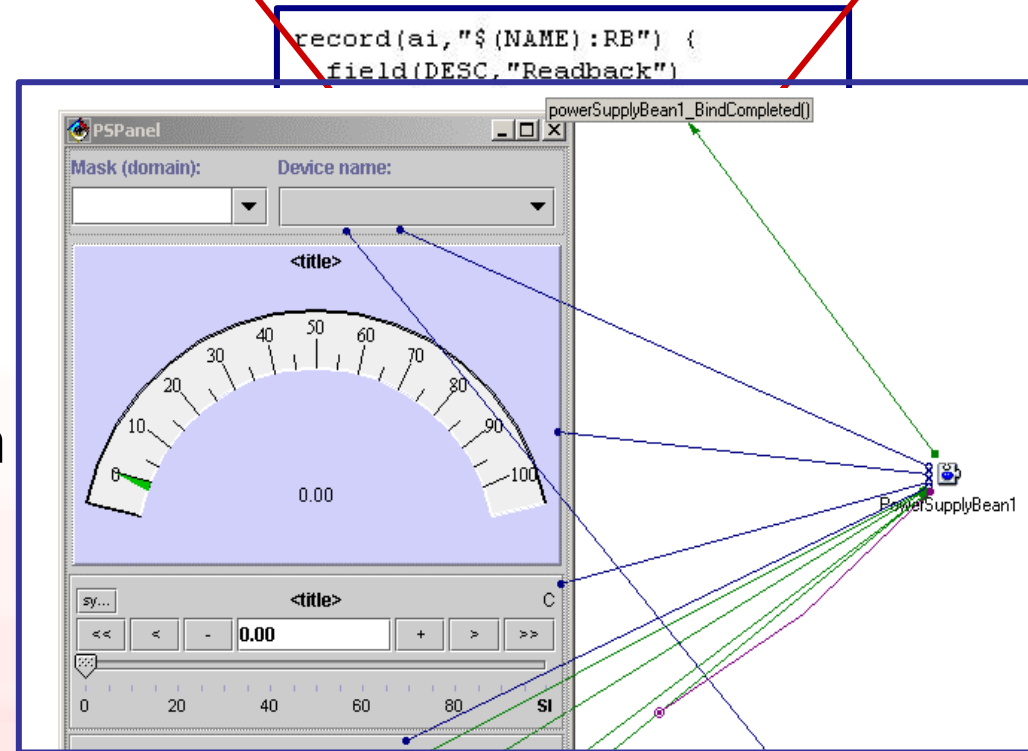 record(ai,"$(NAME):RB") {
field(DESC,"Readback")
PSPanel
powerSupplyBean1_BindCompleted()
Mask (domain): Device name:
<title>
0 10 20 30 40 50 60 70 80 90 100
0.00
PowerSupplyBean1
sy... <title> C
<< < - 0.00 + > >>
0 20 40 60 80 SI